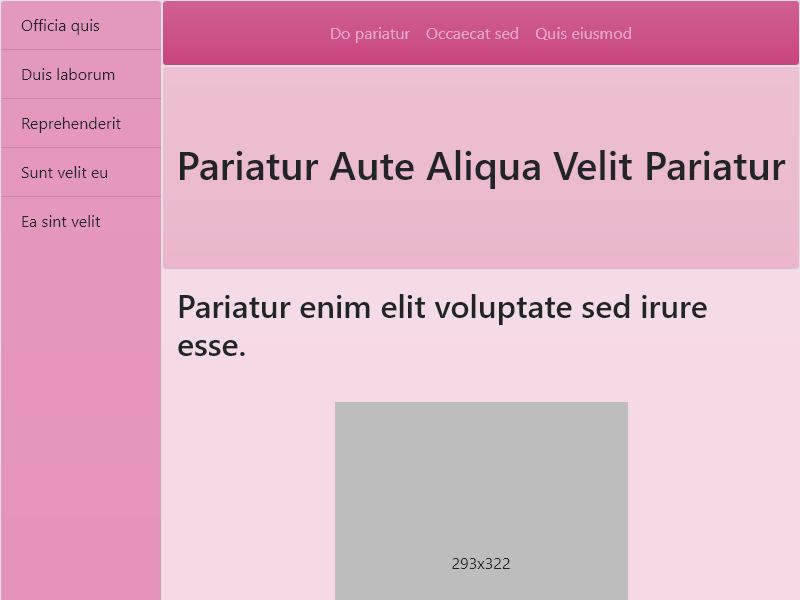 Officia quis
Duis laborum
Reprehenderit
Sunt velit eu
Ea sint velit
Do pariatur
Occaecat sed
Quis eiusmod
Pariatur Aute Aliqua Velit Pariatur
Pariatur enim elit voluptate sed irure
esse.
293x322